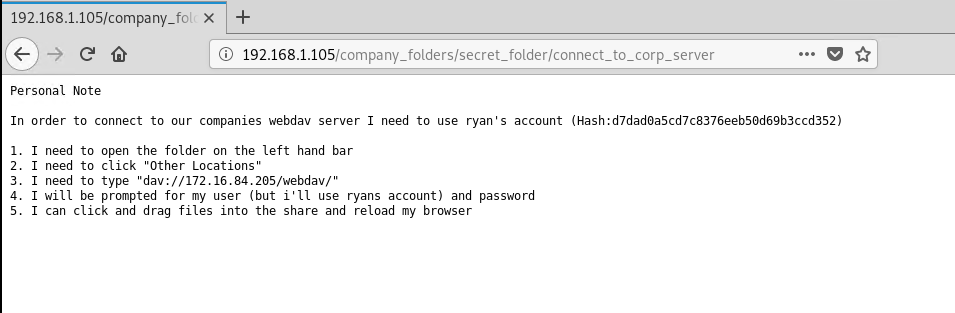 192.168.1.105/company_fol
192.168.1.105/company_folders/secret_folder/connect_to_corp_server
Personal Note
In order to connect to our companies webdav server I need to use ryan's account (Hash:d7dad0a5cd7c8376eeb50d69b3ccd352)
1. I need to open the folder on the left hand bar
2. I need to click "Other Locations"
3. I need to type "dav://172.16.84.205/webdav/"
4. I will be prompted for my user (but i'll use ryans account) and password
5. I can click and drag files into the share and reload my browser